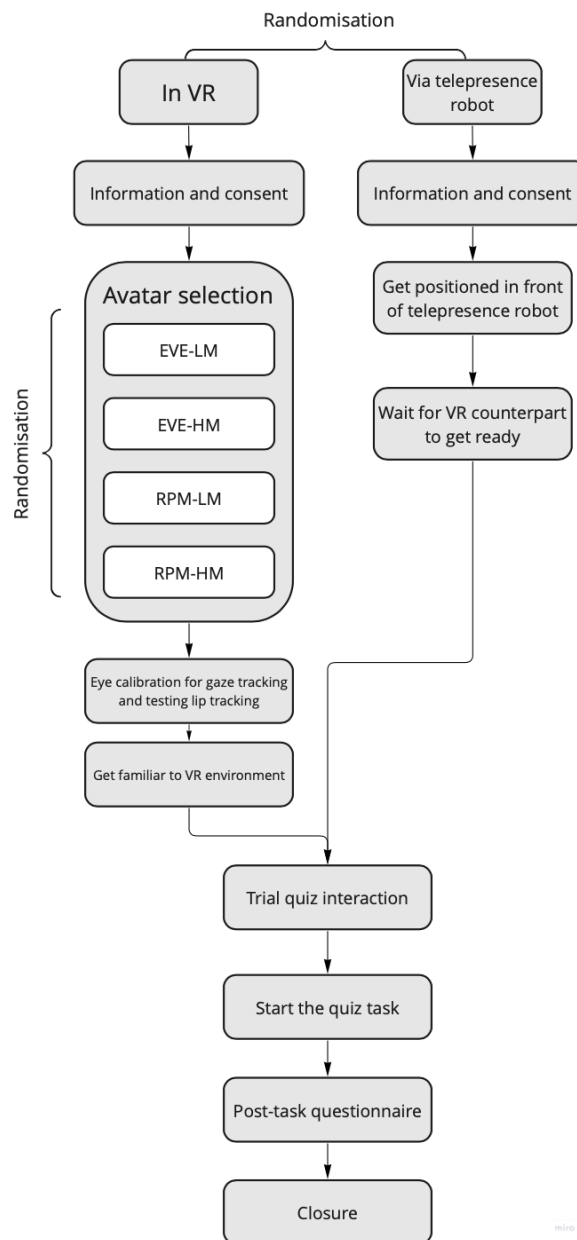 Randomisation
In VR
Via telepresence
robot
Information and consent
Information and consent
Avatar selection
Get positioned in front
of telepresence robot
Randomisation
EVE-LM
EVE-HM
Wait for VR counterpart
to get ready
RPM-LM
RPM-HM
Eye calibration for gaze tracking
and testing lip tracking
Get familiar to VR environment
Trial quiz interaction
Start the quiz task
Post-task questionnaire
Closure
miro